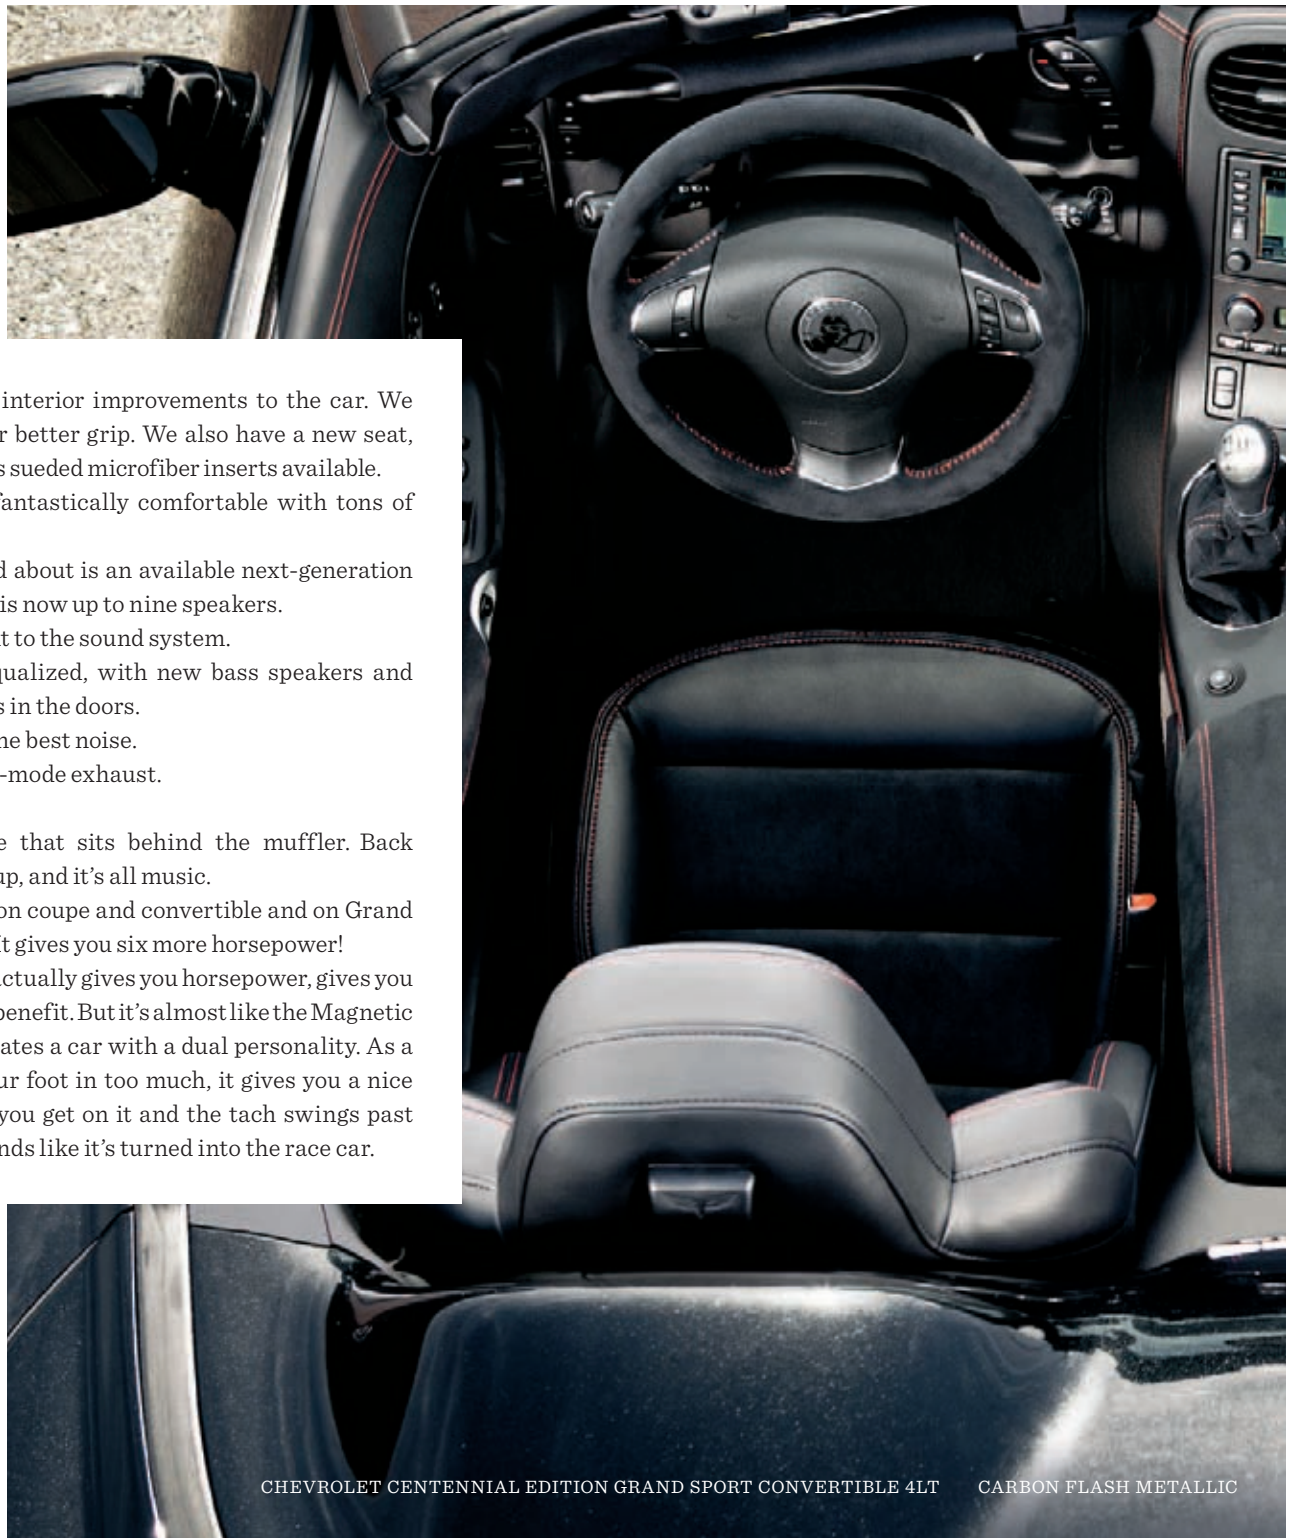 interior improvements to the car. We
better grip. We also have a new seat,
sueded microfiber inserts available.
fantastically comfortable with tons of
about is an available next-generation
is now up to nine speakers.
to the sound system.
with new bass speakers and
in the doors.
best noise.
-mode exhaust.
that sits behind the muffler. Back
up, and it’s all music.
on coupe and convertible and on Grand
It gives you six more horsepower!
actually gives you horsepower, gives you
benefit. But it’s almost like the Magnetic
a car with a dual personality. As a
foot in too much, it gives you a nice
you get on it and the tach swings past
like it’s turned into the race car.
CHEVROLET CENTENNIAL EDITION GRAND SPORT CONVERTIBLE 4LT CARBON FLASH METALLIC